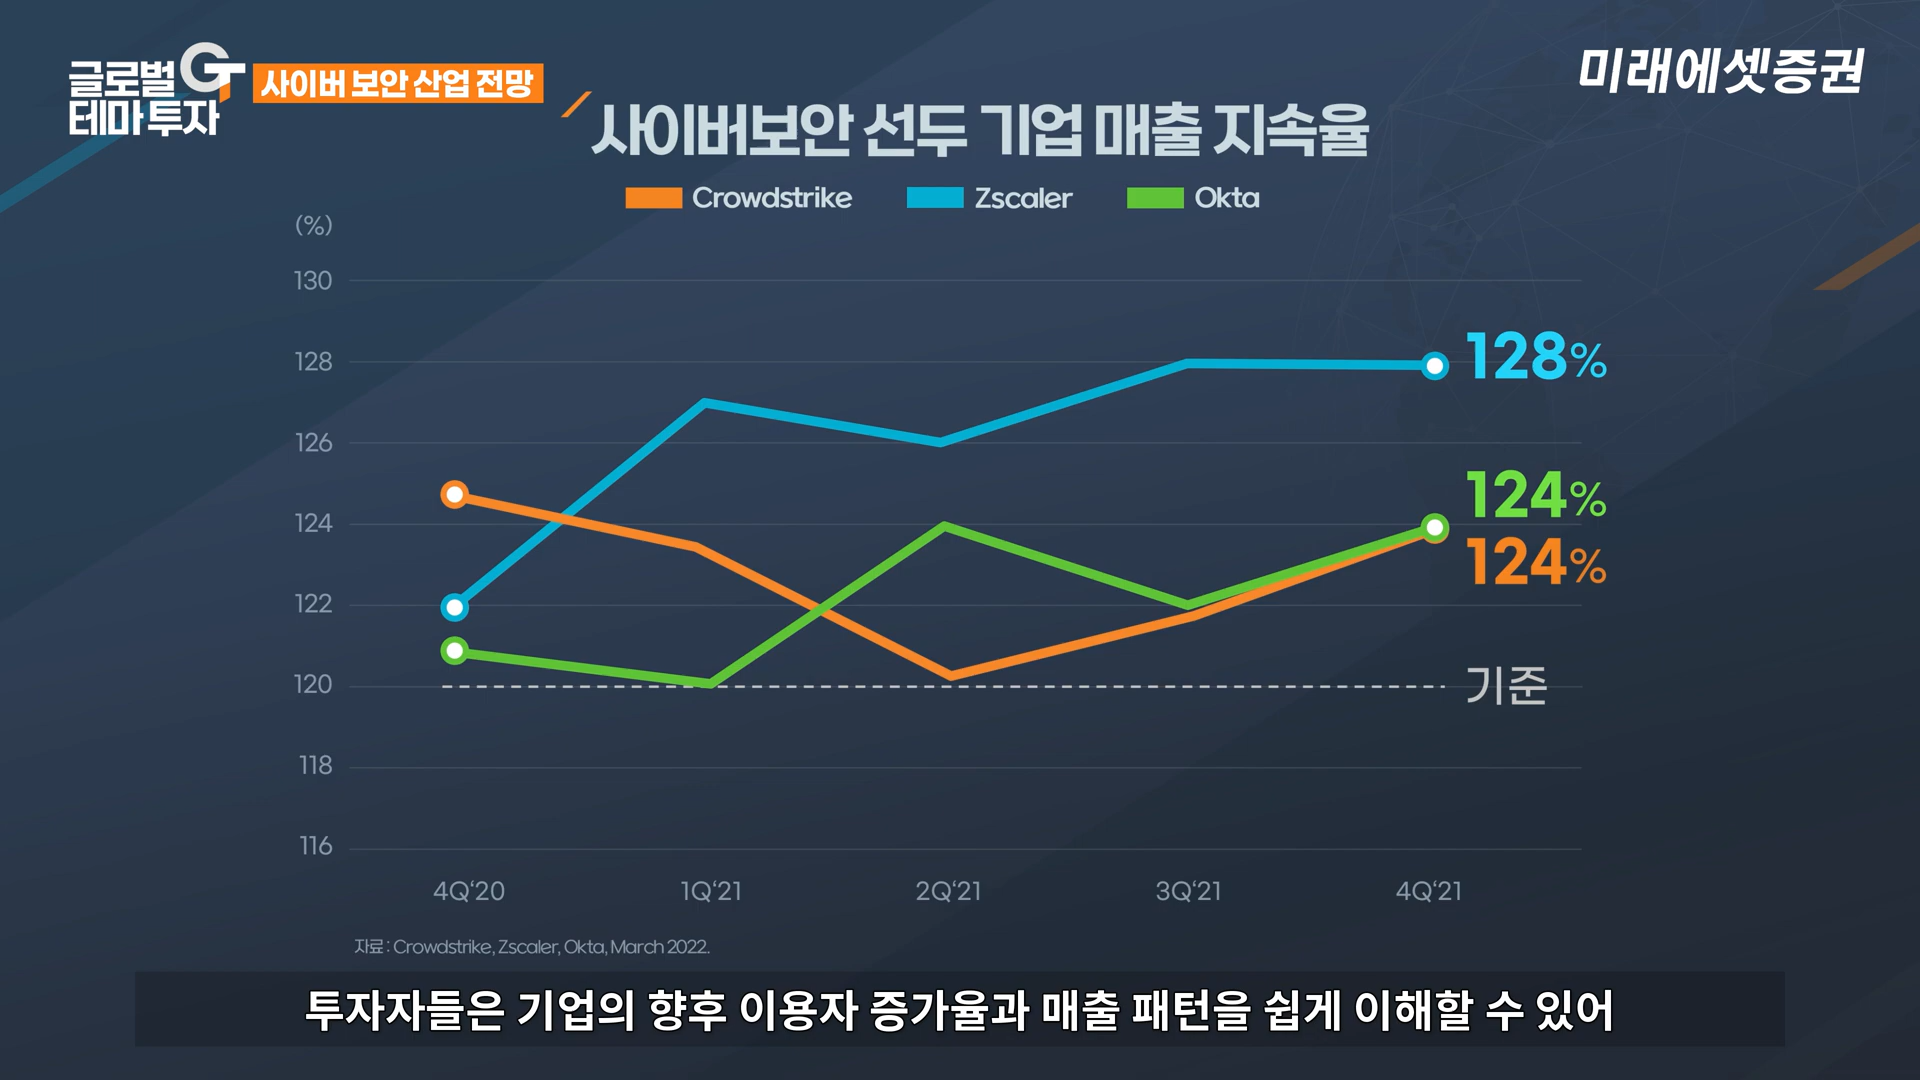 글로벌 GT
테마 투자
사이버 보안 산업 전망
미래에셋증권
사이버보안 선두 기업 매출 지속율
Crowdstrike Zscaler Okta
(%)
130
128
126
124
122
120
118
116
128%
124%
124%
기준
4Q‘20 1Q‘21 2Q‘21 3Q‘21 4Q‘21
자료 : Crowdstrike, Zscaler, Okta, March 2022.
투자자들은 기업의 향후 이용자 증가율과 매출 패턴을 쉽게 이해할 수 있어